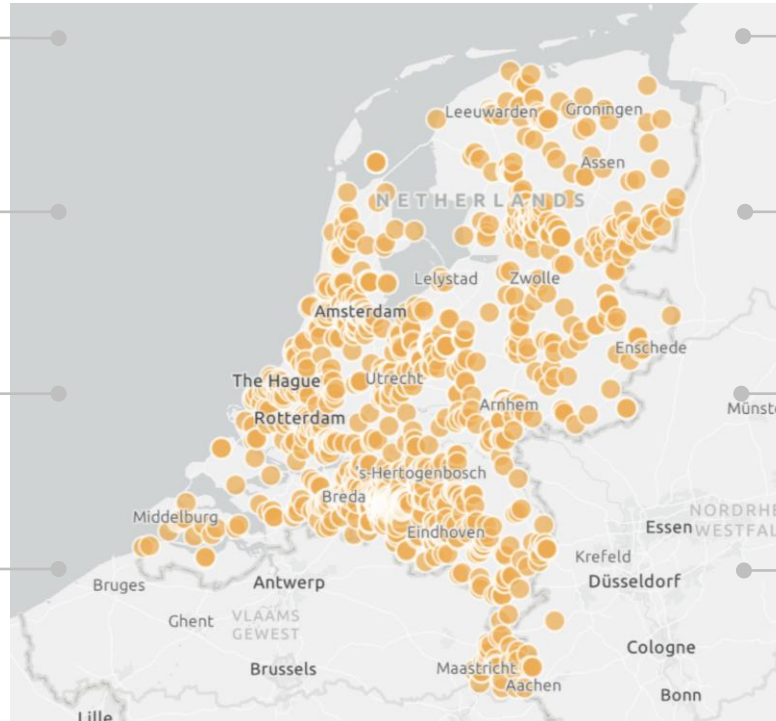 Leeuwarden
Groningen
Assen
NETHERLANDS
Lelystad
Zwolle
Amsterdam
Enschede
The Hague
Utrecht
Arnhem
Rotterdam
's-Hertogenbosch
Breda
Middelburg
Eindhoven
Essen
NORDRHE
WESTFAL
Krefeld
Bruges
Antwerp
Düsseldorf
Ghent
VLAAMS
GEWEST
Cologne
Brussels
Maastricht
Aachen
Bonn
Lille
Münst